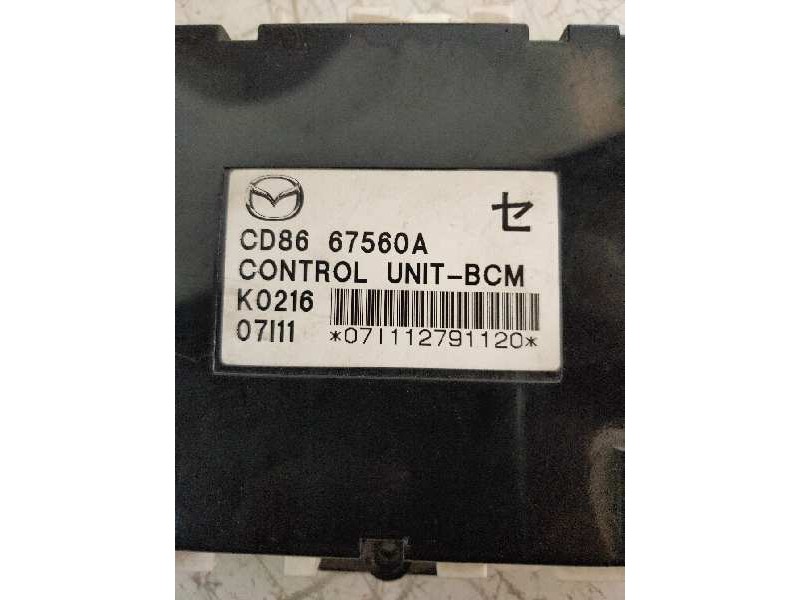 セ
CD86 67560A
CONTROL UNIT-BCM
K0216
07I11 *07I112791120*